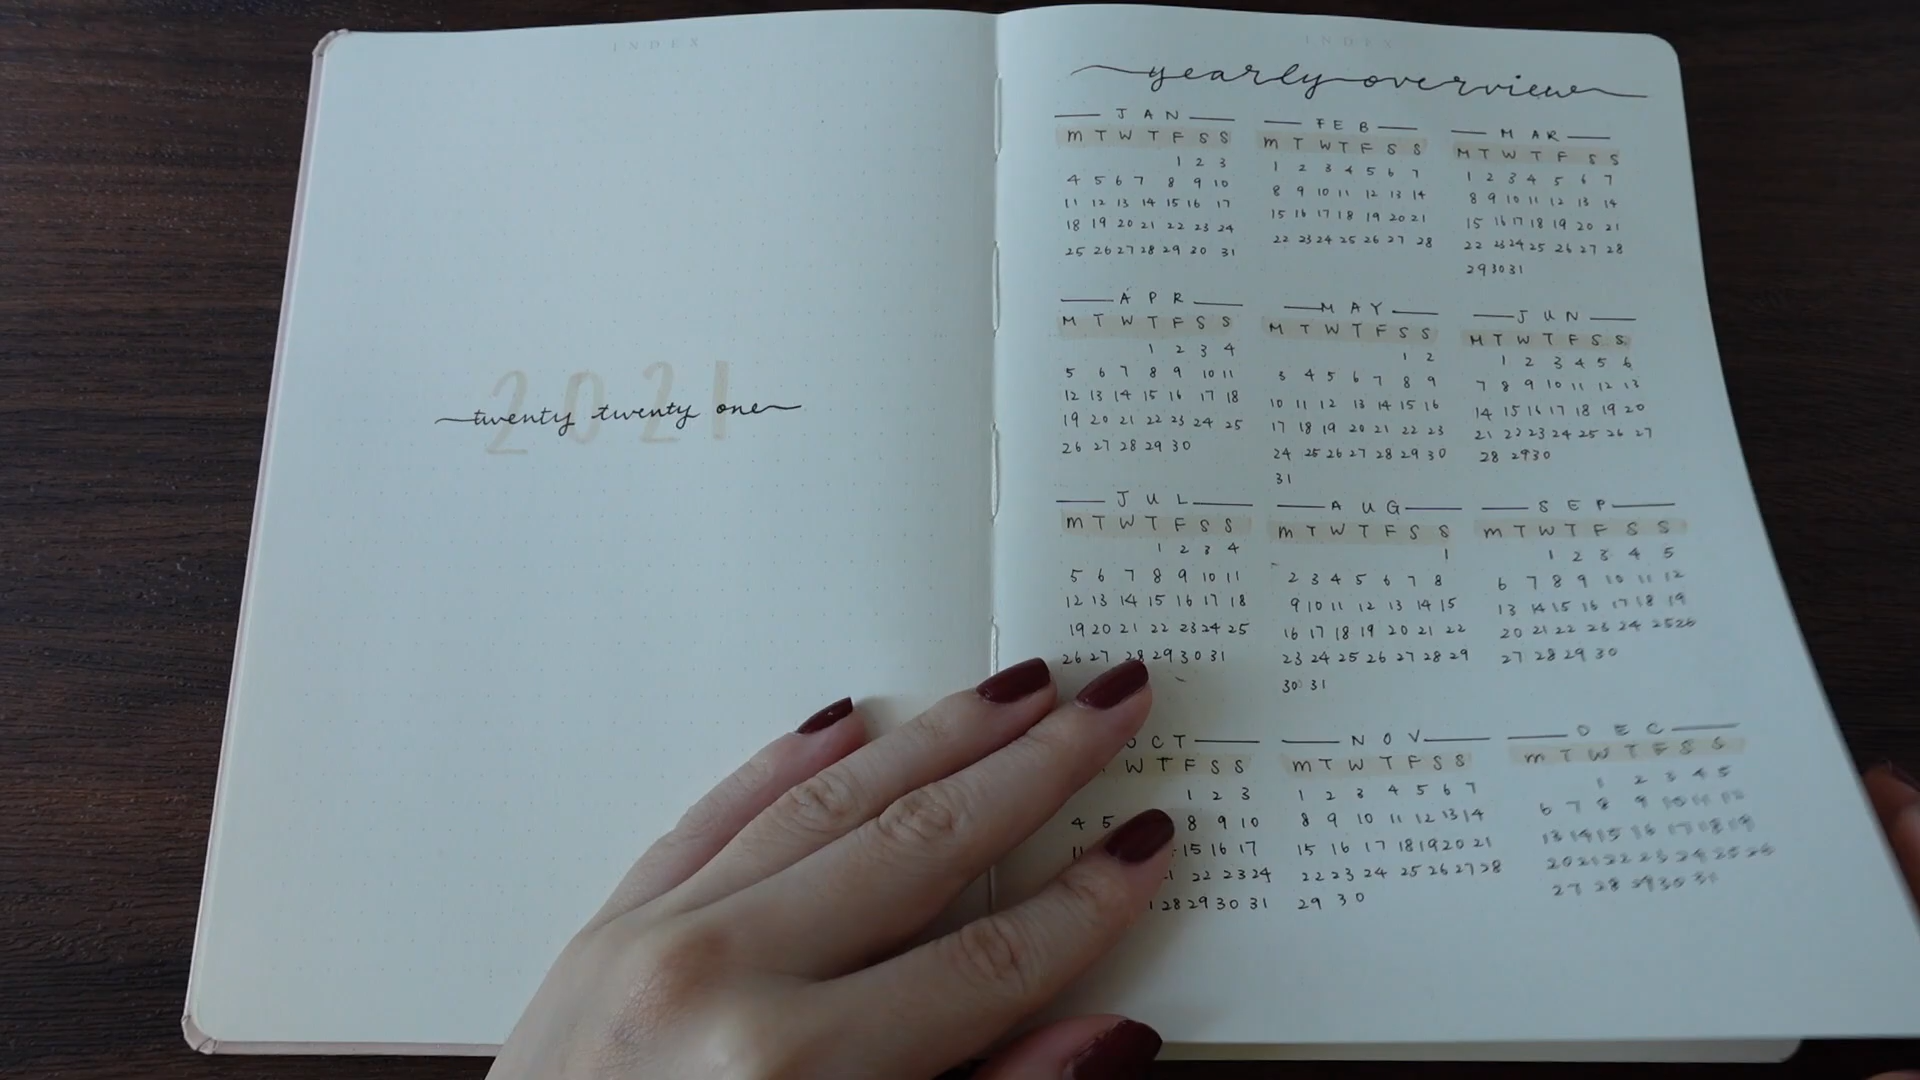 INDEX
2021
twenty twenty one
INDEX
yearly overview
JAN
M T W T F S S
1 2 3
4 5 6 7 8 9 10
11 12 13 14 15 16 17
18 19 20 21 22 23 24
25 26 27 28 29 30 31
FEB
M T W T F S S
1 2 3 4 5 6 7
8 9 10 11 12 13 14
15 16 17 18 19 20 21
22 23 24 25 26 27 28
MAR
M T W T F S S
1 2 3 4 5 6 7
8 9 10 11 12 13 14
15 16 17 18 19 20 21
22 23 24 25 26 27 28
29 30 31
APR
M T W T F S S
1 2 3 4
5 6 7 8 9 10 11
12 13 14 15 16 17 18
19 20 21 22 23 24 25
26 27 28 29 30
MAY
M T W T F S S
1 2
3 4 5 6 7 8 9
10 11 12 13 14 15 16
17 18 19 20 21 22 23
24 25 26 27 28 29 30
31
JUN
M T W T F S S
1 2 3 4 5 6
7 8 9 10 11 12 13
14 15 16 17 18 19 20
21 22 23 24 25 26 27
28 29 30
JUL
M T W T F S S
1 2 3 4
5 6 7 8 9 10 11
12 13 14 15 16 17 18
19 20 21 22 23 24 25
26 27 28 29 30 31
AUG
M T W T F S S
1
2 3 4 5 6 7 8
9 10 11 12 13 14 15
16 17 18 19 20 21 22
23 24 25 26 27 28 29
30 31
SEP
M T W T F S S
1 2 3 4 5
6 7 8 9 10 11 12
13 14 15 16 17 18 19
20 21 22 23 24 25 26
27 28 29 30
OCT
W T F S S
1 2 3
4 5 8 9 10
15 16 17
22 23 24
28 29 30 31
NOV
M T W T F S S
1 2 3 4 5 6 7
8 9 10 11 12 13 14
15 16 17 18 19 20 21
22 23 24 25 26 27 28
29 30
DEC
M T W T F S S
1 2 3 4 5
6 7 8 9 10 11 12
13 14 15 16 17 18 19
20 21 22 23 24 25 26
27 28 29 30 31